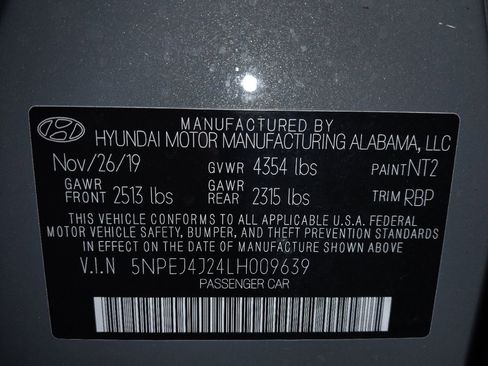 MANUFACTURED BY
HYUNDAI MOTOR MANUFACTURING ALABAMA, LLC
Nov/26/19 GVWR 4354 lbs PAINT NT2
GAWR FRONT 2513 lbs GAWR REAR 2315 lbs TRIM RBP
THIS VEHICLE CONFORMS TO ALL APPLICABLE U.S.A. FEDERAL
MOTOR VEHICLE SAFETY, BUMPER, AND THEFT PREVENTION STANDARDS
IN EFFECT ON THE DATE OF MANUFACTURE SHOWN ABOVE
V.I.N 5NPEJ4J24LH009639
PASSENGER CAR